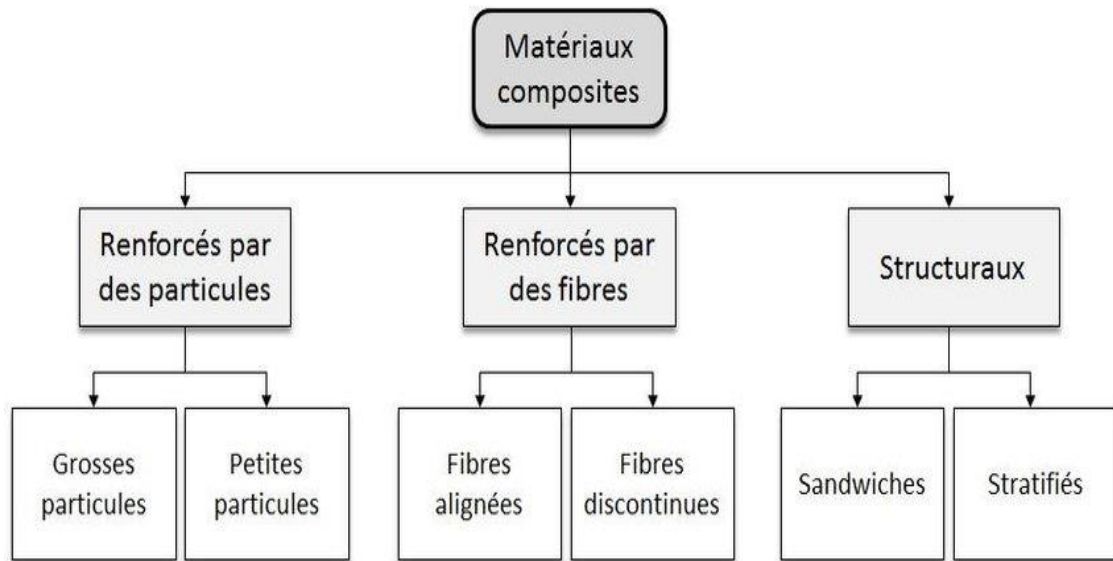 Matériaux
composites
Renforcés par
des particules
Renforcés par
des fibres
Structuraux
Grosses
particules
Petites
particules
Fibres
alignées
Fibres
discontinues
Sandwiches
Stratifiés